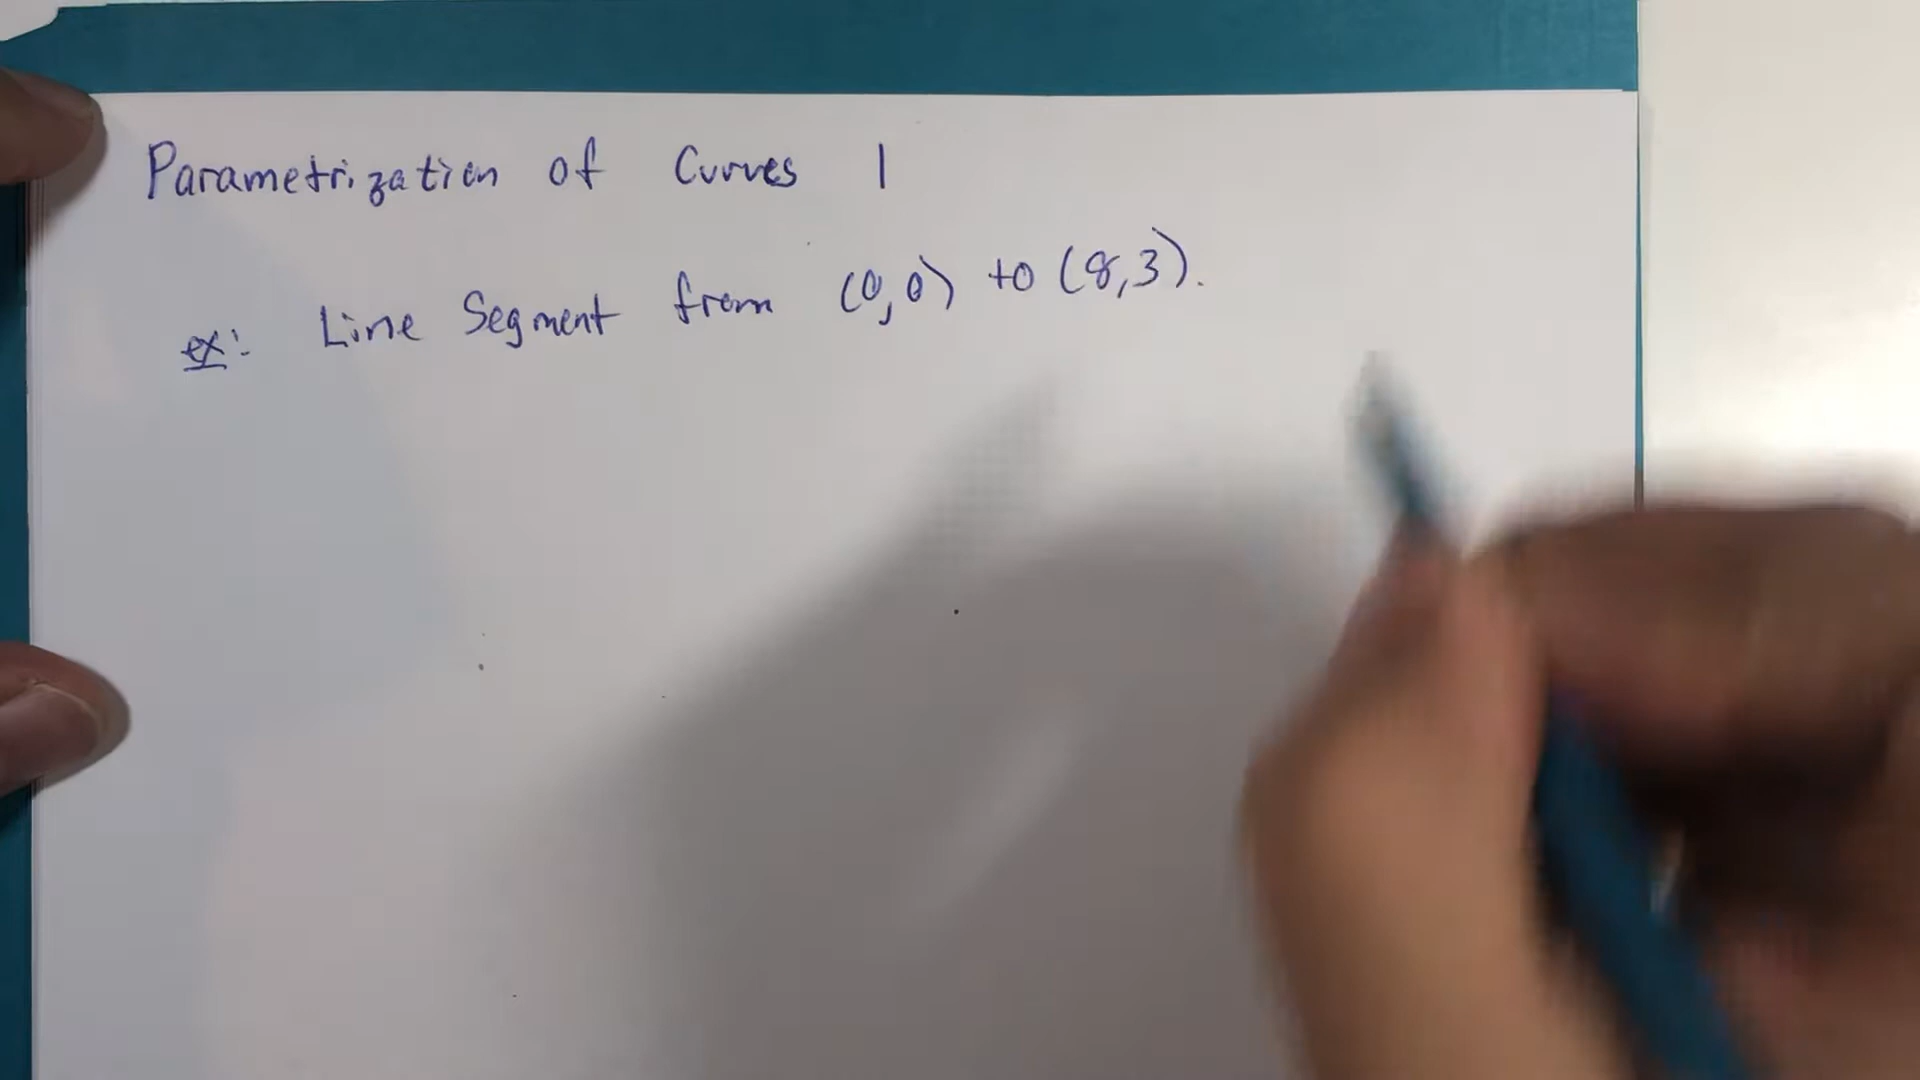 Parametrization of Curves 1
ex: Line Segment from (0,0) to (8,3).